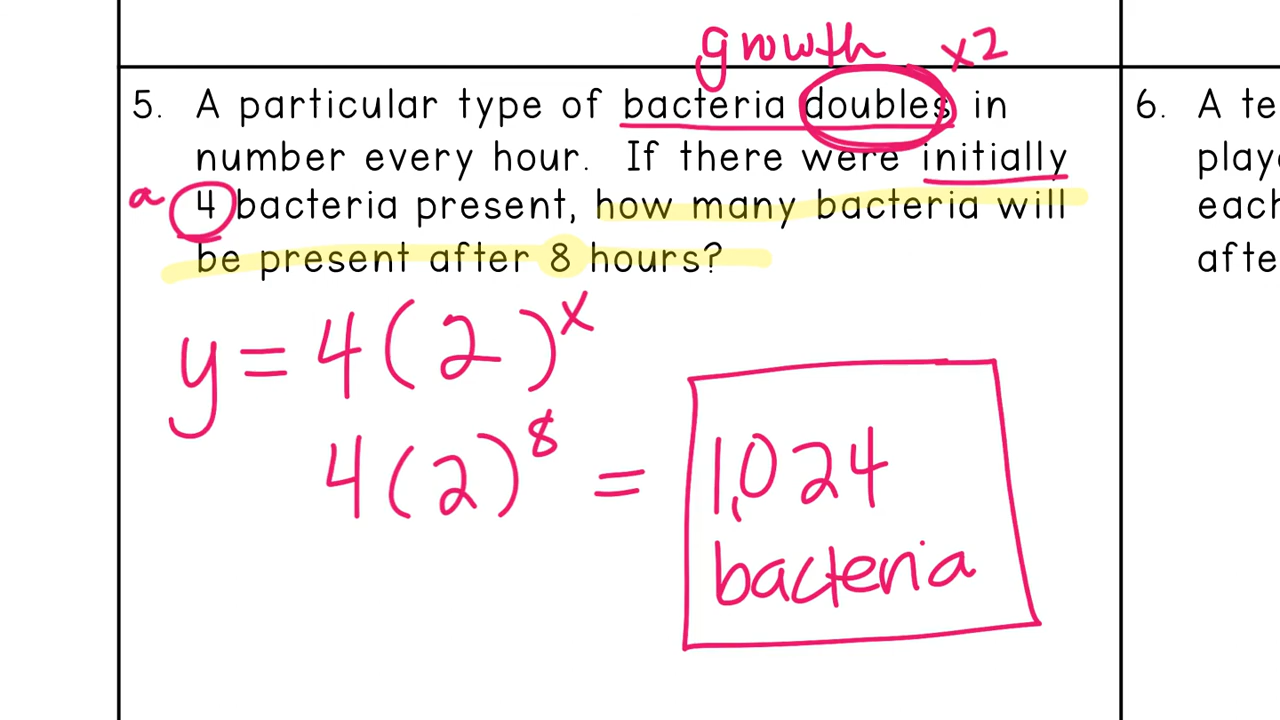 growth x2
5. A particular type of bacteria doubles in
number every hour. If there were initially
a 4 bacteria present, how many bacteria will
be present after 8 hours?
y = 4(2)^x
4(2)^8 = 1,024
bacteria
6. A te
play
each
afte